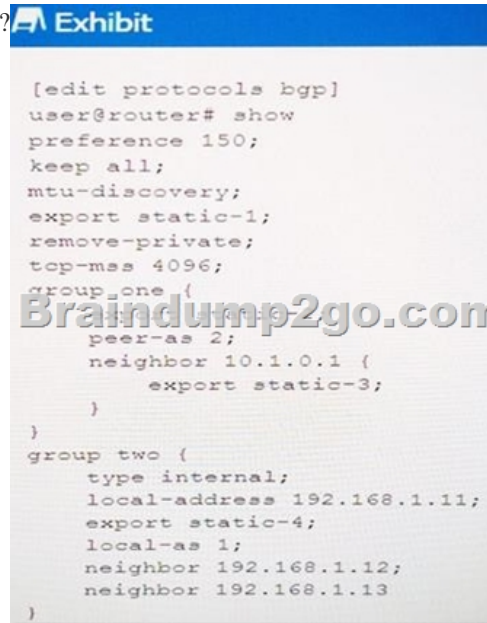 ?
Exhibit
[edit protocols bgp]
user@router# show
preference 150;
keep all;
mtu-discovery;
export static-1;
remove-private;
tcp-mss 4096;
group one {
Braindump2go.com
peer-as 2;
neighbor 10.1.0.1 {
export static-3;
}
}
group two {
type internal;
local-address 192.168.1.11;
export static-4;
local-as 1;
neighbor 192.168.1.12;
neighbor 192.168.1.13
}